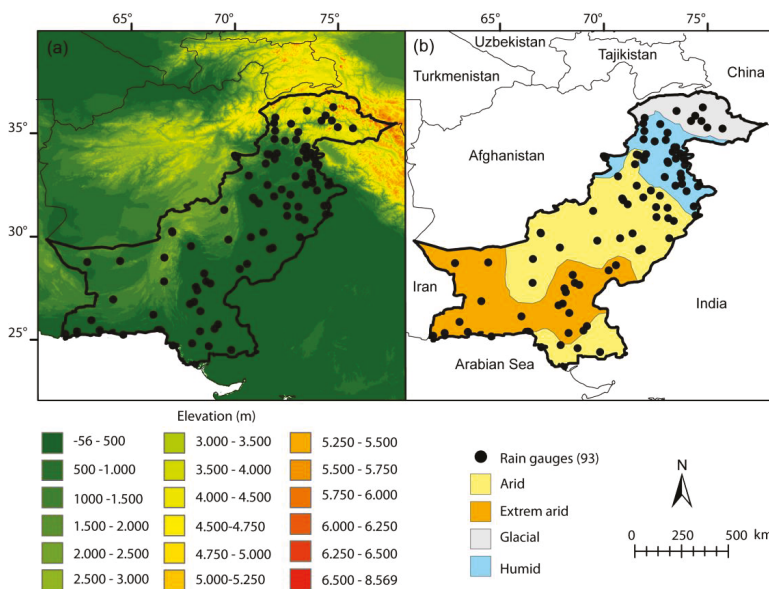 65°
70°
75°
65°
70°
75°
(a)
(b)
Uzbekistan
Tajikistan
Turkmenistan
China
Afghanistan
Iran
India
Arabian Sea
35°
30°
25°
35°
30°
25°
Elevation (m)
-56 - 500
500 -1.000
1000 -1.500
1.500 - 2.000
2.000 - 2.500
2.500 - 3.000
3.000 - 3.500
3.500 - 4.000
4.000 - 4.500
4.500-4.750
4.750 - 5.000
5.000-5.250
5.250 - 5.500
5.500 - 5.750
5.750 - 6.000
6.000 - 6.250
6.250 - 6.500
6.500 - 8.569
Rain gauges (93)
Arid
Extrem arid
Glacial
Humid
N
0 250 500 km